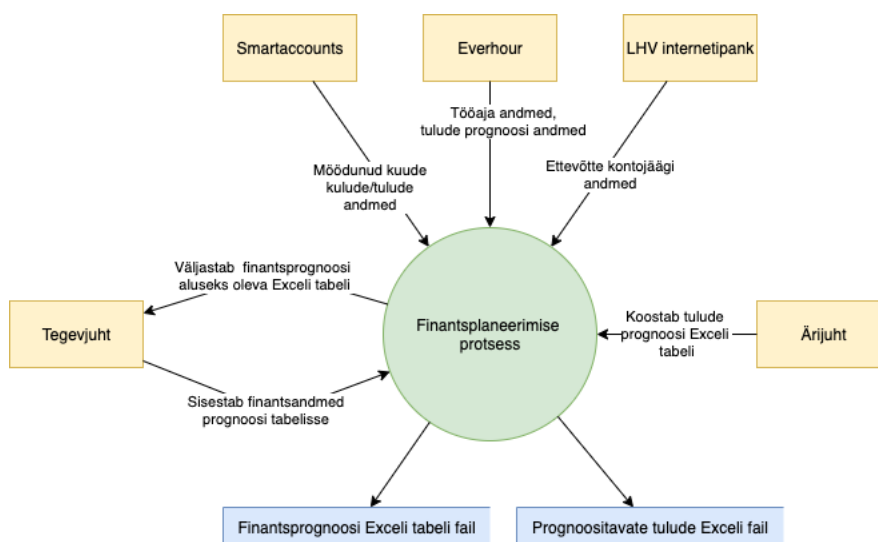 Smartaccounts
Everhour
LHV internetipank
Tööaja andmed,
tulude prognoosi andmed
Möödunud kuude
kulude/tulude
andmed
Ettevõtte kontojäägi
andmed
Väljastab finantsprognoosi
aluseks oleva Exceli tabeli
Tegevjuht
Finantsplaneerimise
protsess
Koostab tulude
prognoosi Exceli
tabeli
Ärijuht
Sisestab finantsandmed
prognoosi tabelisse
Finantsprognoosi Exceli tabeli fail
Prognoositavate tulude Exceli fail